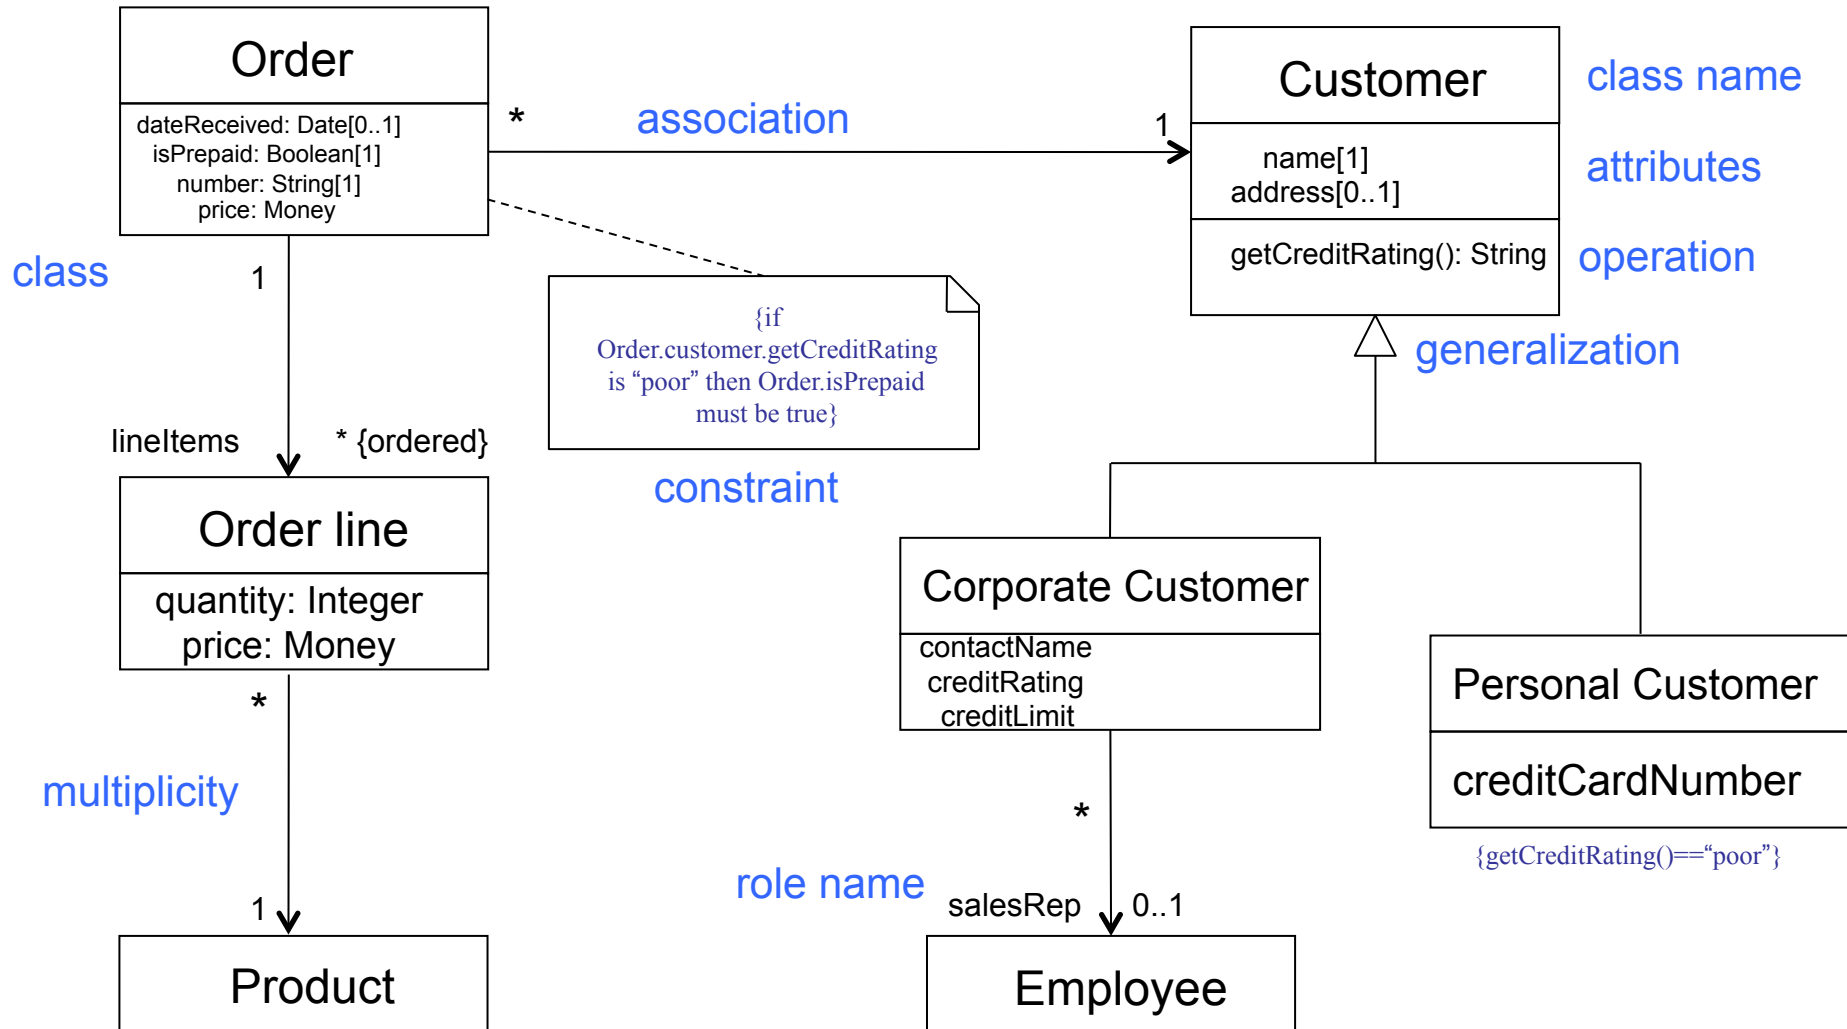 Order
dateReceived: Date[0..1]
isPrepaid: Boolean[1]
number: String[1]
price: Money
*
association
1
Customer
name[1]
address[0..1]
getCreditRating(): String
class name
attributes
operation
generalization
class
1
{if
Order.customer.getCreditRating
is “poor” then Order.isPrepaid
must be true}
constraint
lineItems
* {ordered}
Order line
quantity: Integer
price: Money
*
multiplicity
1
Product
Corporate Customer
contactName
creditRating
creditLimit
*
role name
salesRep
0..1
Employee
Personal Customer
creditCardNumber
{getCreditRating()==“poor”}